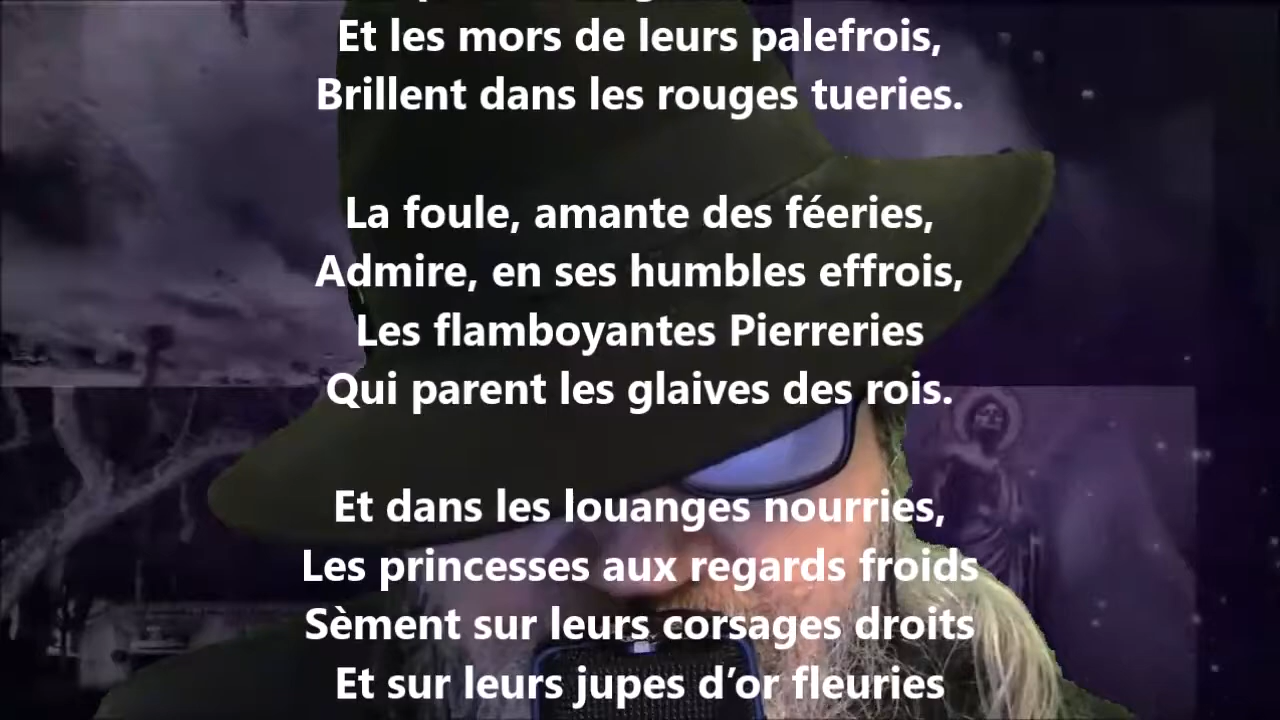 Et les mors de leurs palefrois,
Brillent dans les rouges tueries.
La foule, amante des féeries,
Admire, en ses humbles effrois,
Les flamboyantes Pierreries
Qui parent les glaives des rois.
Et dans les louanges nourries,
Les princesses aux regards froids
Sèment sur leurs corsages droits
Et sur leurs jupes d’or fleuries